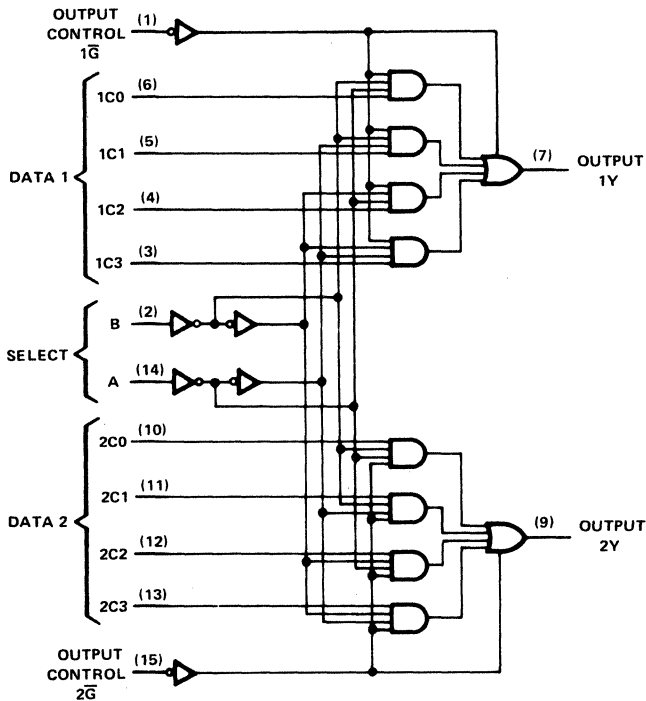 OUTPUT
CONTROL
1G̅
(1)
DATA 1
1C0
(6)
1C1
(5)
1C2
(4)
1C3
(3)
(7)
OUTPUT
1Y
SELECT
B
(2)
A
(14)
DATA 2
2C0
(10)
2C1
(11)
2C2
(12)
2C3
(13)
(9)
OUTPUT
2Y
OUTPUT
CONTROL
2G̅
(15)